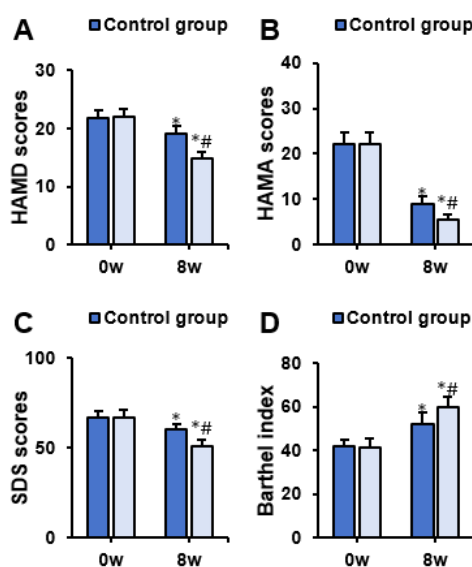 A
■Control group
HAMD scores
30
20
10
0
*
*#
0w
8w
B
■Control group
HAMA scores
40
30
20
10
0
*
*#
0w
8w
C
■Control group
SDS scores
100
50
0
*
*#
0w
8w
D
■Control group
Barthel index
80
60
40
20
0
*
*#
0w
8w